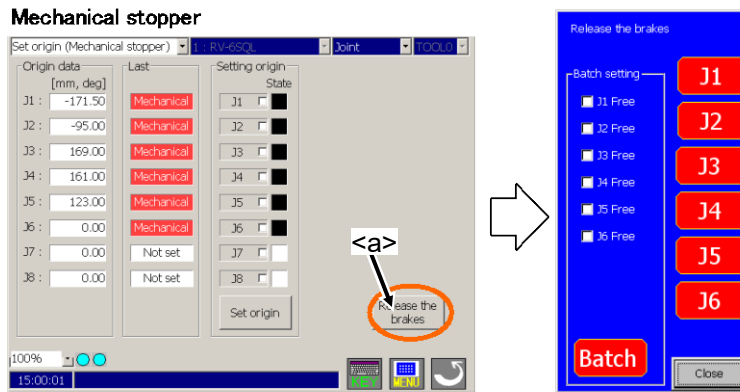 Mechanical stopper
Set origin (Mechanical stopper) 1 : RV-6SQL Joint TOOL0
Origin data Last Setting origin
[mm, deg] State
J1 : -171.50 Mechanical J1
J2 : -95.00 Mechanical J2
J3 : 169.00 Mechanical J3
J4 : 161.00 Mechanical J4
J5 : 123.00 Mechanical J5
J6 : 0.00 Mechanical J6
J7 : 0.00 Not set J7
J8 : 0.00 Not set J8
Set origin
<a>
Release the
brakes
100%
15:00:01
KEY MENU
Release the brakes
Batch setting
J1 Free
J2 Free
J3 Free
J4 Free
J5 Free
J6 Free
Batch
J1
J2
J3
J4
J5
J6
Close